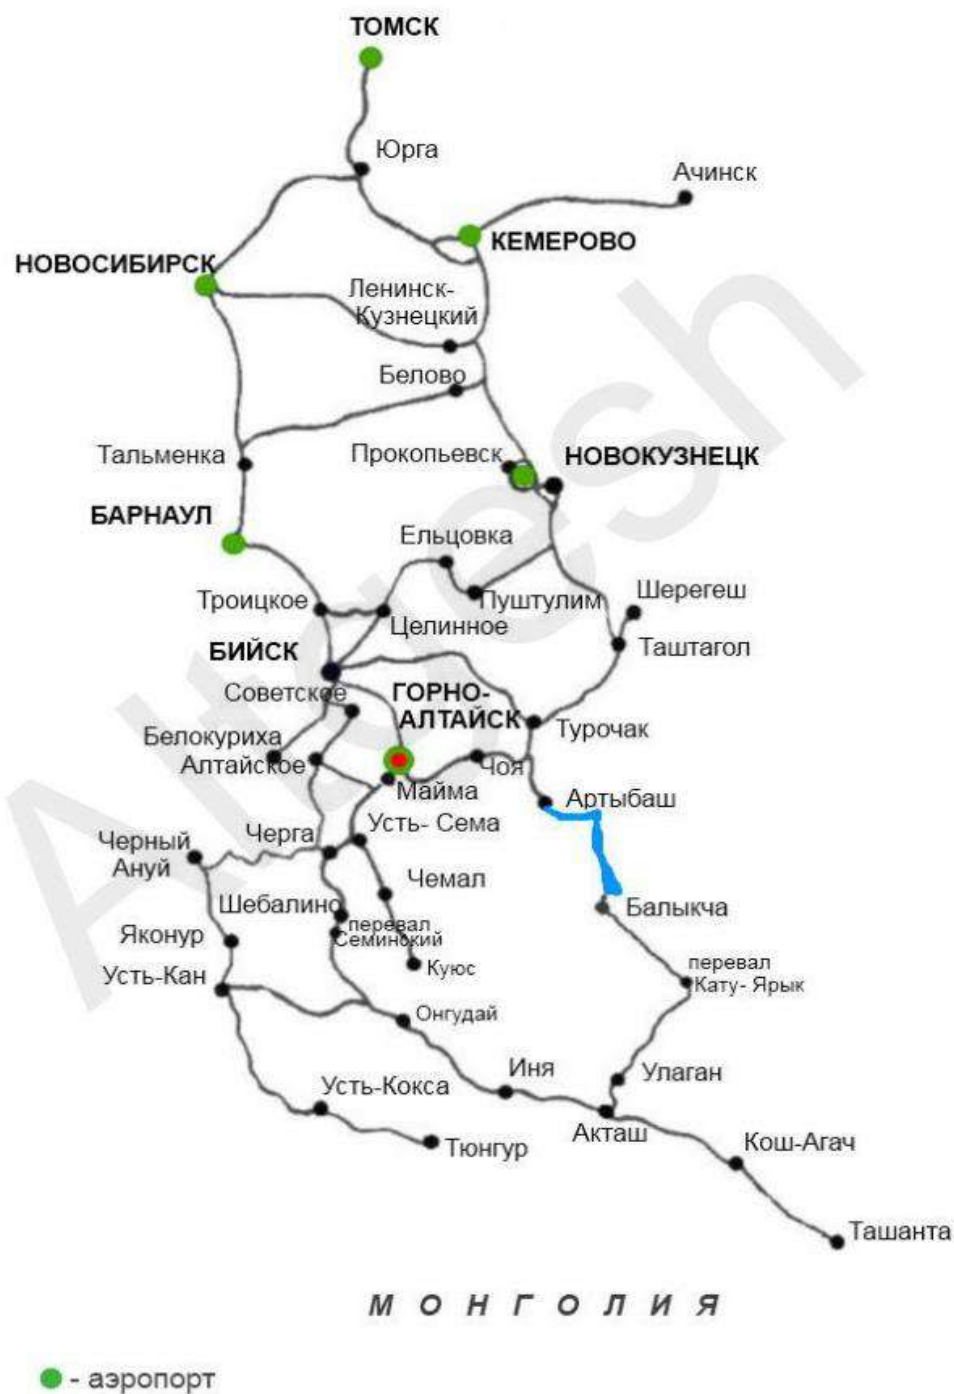 ТОМСК
Юрга
Ачинск
КЕМЕРОВО
НОВОСИБИРСК
Ленинск-
Кузнецкий
Белово
Тальменка
Прокопьевск
НОВОКУЗНЕЦК
БАРНАУЛ
Ельцовка
Пуштулим
Шерегеш
Троицкое
Целинное
Таштагол
БИЙСК
Советское
ГОРНО-
АЛТАЙСК
Турочак
Белокуриха
Алтайское
Чоя
Майма
Артыбаш
Усть- Сема
Черга
Черный
Ануй
Чемал
Шебалино
Балыкча
перевал
Семинский
Яконур
Куюс
перевал
Кату- Ярык
Усть-Кан
Онгудай
Иня
Улаган
Усть-Кокса
Акташ
Тюнгур
Кош-Агач
Ташанта
МОНГОЛИЯ
- аэропорт
Altagesh